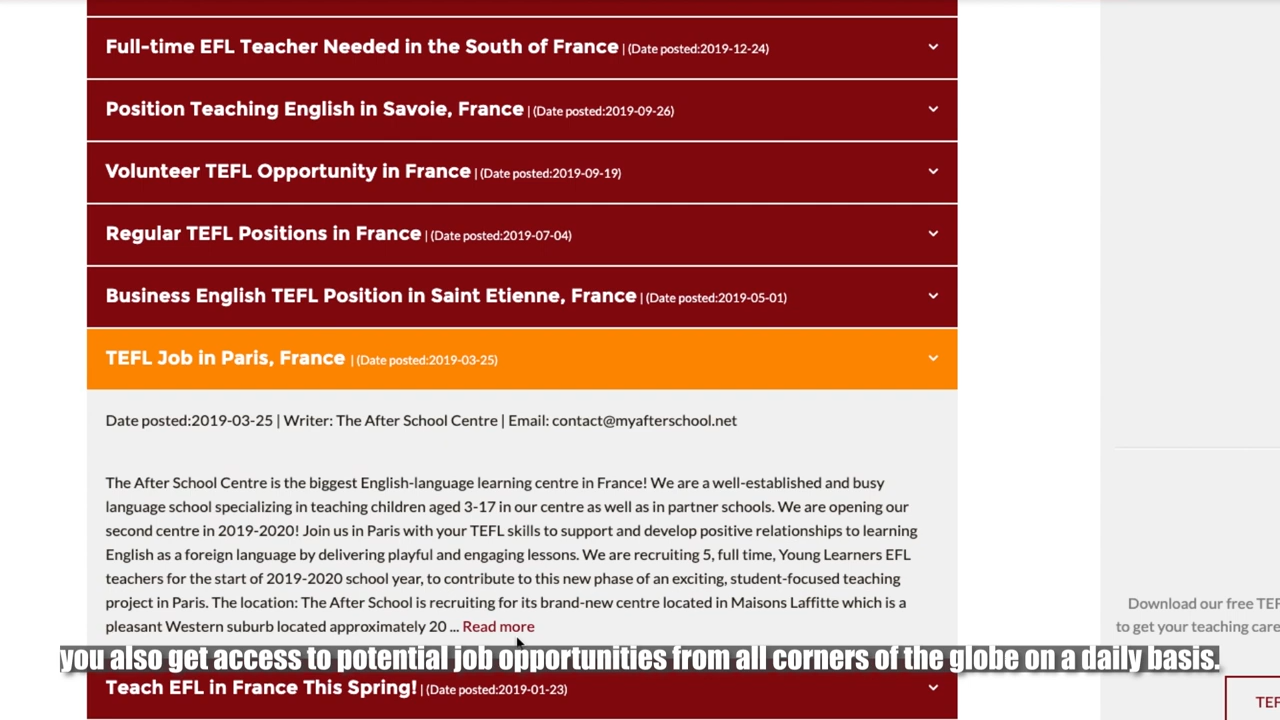 Full-time EFL Teacher Needed in the South of France | (Date posted:2019-12-24)
Position Teaching English in Savoie, France | (Date posted:2019-09-26)
Volunteer TEFL Opportunity in France | (Date posted:2019-09-19)
Regular TEFL Positions in France | (Date posted:2019-07-04)
Business English TEFL Position in Saint Etienne, France | (Date posted:2019-05-01)
TEFL Job in Paris, France | (Date posted:2019-03-25)
Date posted:2019-03-25 | Writer: The After School Centre | Email: contact@myafterschool.net
The After School Centre is the biggest English-language learning centre in France! We are a well-established and busy
language school specializing in teaching children aged 3-17 in our centre as well as in partner schools. We are opening our
second centre in 2019-2020! Join us in Paris with your TEFL skills to support and develop positive relationships to learning
English as a foreign language by delivering playful and engaging lessons. We are recruiting 5, full time, Young Learners EFL
teachers for the start of 2019-2020 school year, to contribute to this new phase of an exciting, student-focused teaching
project in Paris. The location: The After School is recruiting for its brand-new centre located in Maisons Laffitte which is a
pleasant Western suburb located approximately 20 ... Read more
you also get access to potential job opportunities from all corners of the globe on a daily basis.
Teach EFL in France This Spring! | (Date posted:2019-01-23)
Download our free TEF
to get your teaching care
TEF